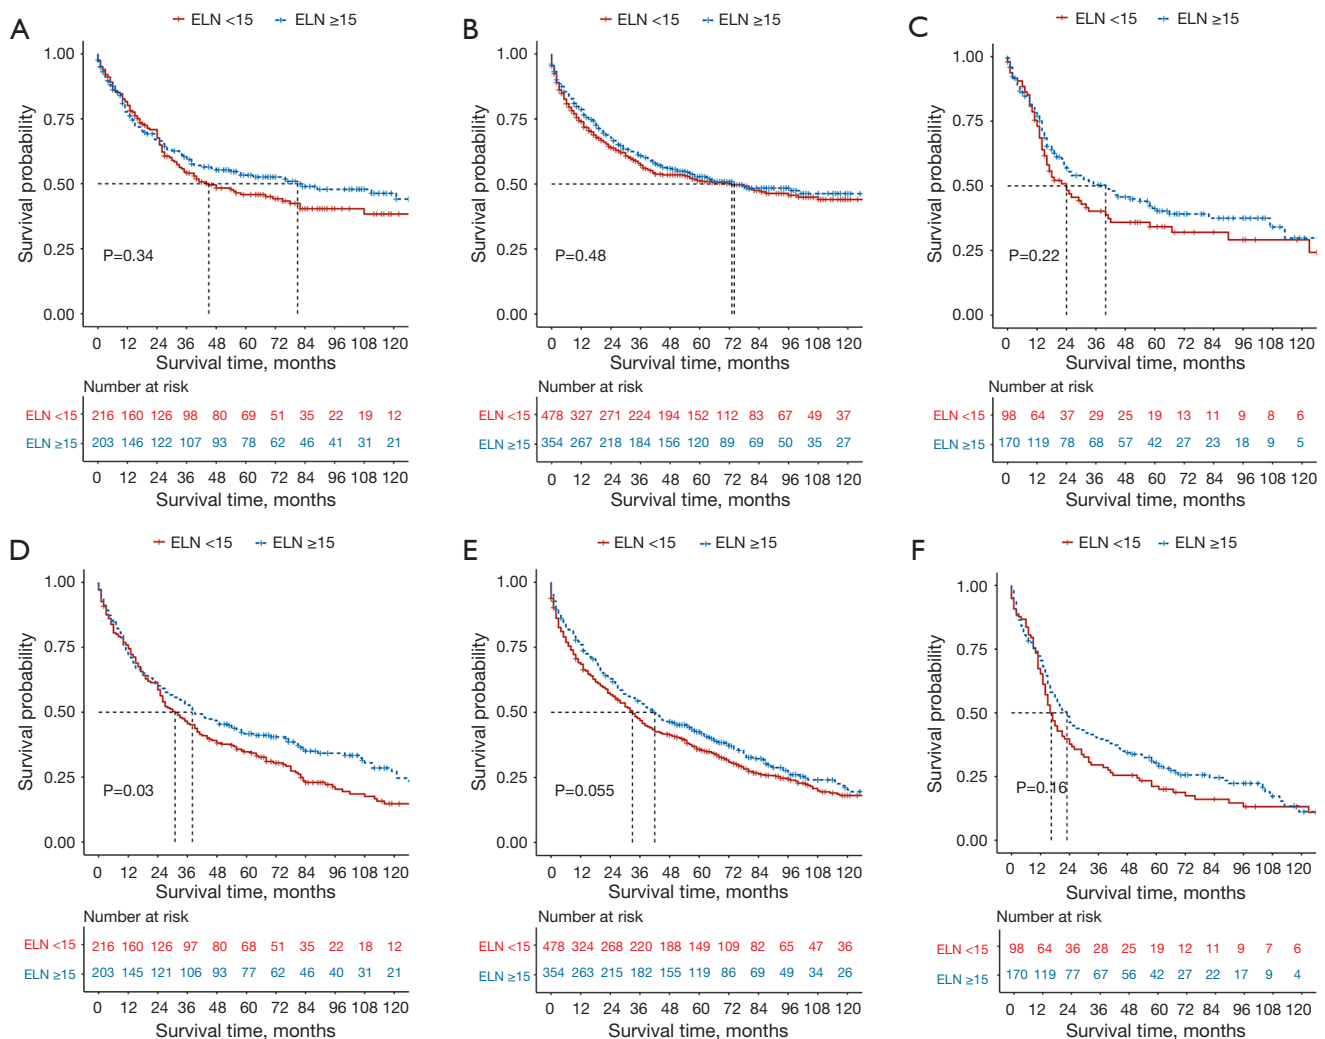 A
ELN <15 ELN ≥15
1.00
0.75
0.50
0.25
0.00
Survival probability
P=0.34
0 12 24 36 48 60 72 84 96 108 120
Survival time, months
Number at risk
ELN <15 216 160 126 98 80 69 51 35 22 19 12
ELN ≥15 203 146 122 107 93 78 62 46 41 31 21
0 12 24 36 48 60 72 84 96 108 120
Survival time, months
B
ELN <15 ELN ≥15
1.00
0.75
0.50
0.25
0.00
Survival probability
P=0.48
0 12 24 36 48 60 72 84 96 108 120
Survival time, months
Number at risk
ELN <15 478 327 271 224 194 152 112 83 67 49 37
ELN ≥15 354 267 218 184 156 120 89 69 50 35 27
0 12 24 36 48 60 72 84 96 108 120
Survival time, months
C
ELN <15 ELN ≥15
1.00
0.75
0.50
0.25
0.00
Survival probability
P=0.22
0 12 24 36 48 60 72 84 96 108 120
Survival time, months
Number at risk
ELN <15 98 64 37 29 25 19 13 11 9 8 6
ELN ≥15 170 119 78 68 57 42 27 23 18 9 5
0 12 24 36 48 60 72 84 96 108 120
Survival time, months
D
ELN <15 ELN ≥15
1.00
0.75
0.50
0.25
0.00
Survival probability
P=0.03
0 12 24 36 48 60 72 84 96 108 120
Survival time, months
Number at risk
ELN <15 216 160 126 97 80 68 51 35 22 18 12
ELN ≥15 203 145 121 106 93 77 62 46 40 31 21
0 12 24 36 48 60 72 84 96 108 120
Survival time, months
E
ELN <15 ELN ≥15
1.00
0.75
0.50
0.25
0.00
Survival probability
P=0.055
0 12 24 36 48 60 72 84 96 108 120
Survival time, months
Number at risk
ELN <15 478 324 268 220 188 149 109 82 65 47 36
ELN ≥15 354 263 215 182 155 119 86 69 49 34 26
0 12 24 36 48 60 72 84 96 108 120
Survival time, months
F
ELN <15 ELN ≥15
1.00
0.75
0.50
0.25
0.00
Survival probability
P=0.16
0 12 24 36 48 60 72 84 96 108 120
Survival time, months
Number at risk
ELN <15 98 64 36 28 25 19 12 11 9 7 6
ELN ≥15 170 119 77 67 56 42 27 22 17 9 4
0 12 24 36 48 60 72 84 96 108 120
Survival time, months